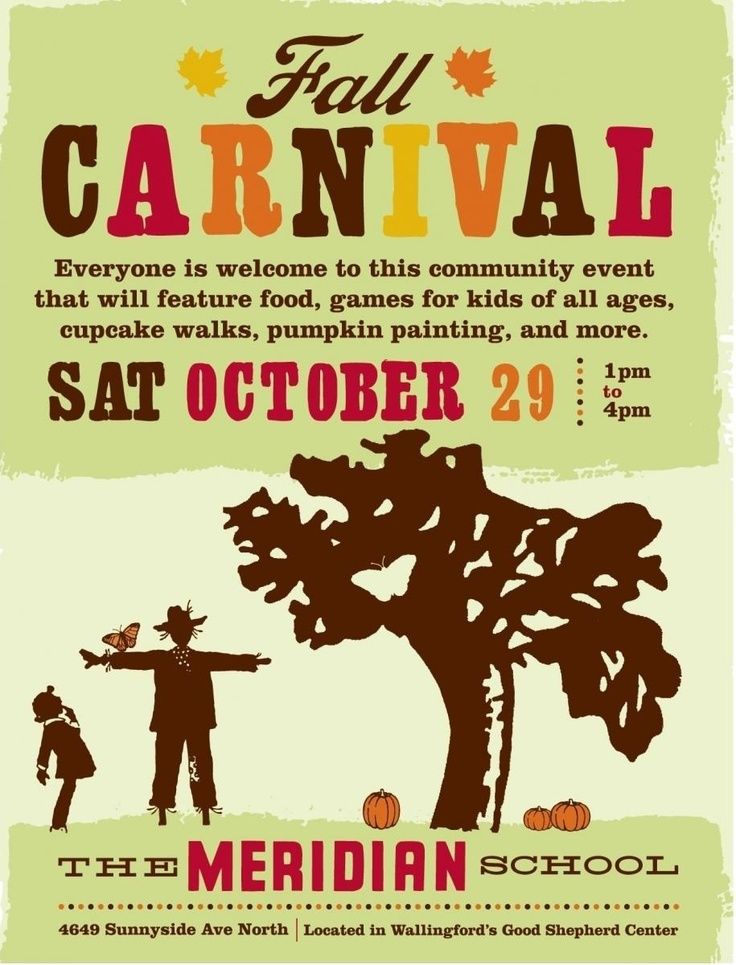 Fall
CARNIVAL
Everyone is welcome to this community event
that will feature food, games for kids of all ages,
cupcake walks, pumpkin painting, and more.
SAT OCTOBER 29
1pm
to
4pm
THE MERIDIAN SCHOOL
4649 Sunnyside Ave North | Located in Wallingford's Good Shepherd Center